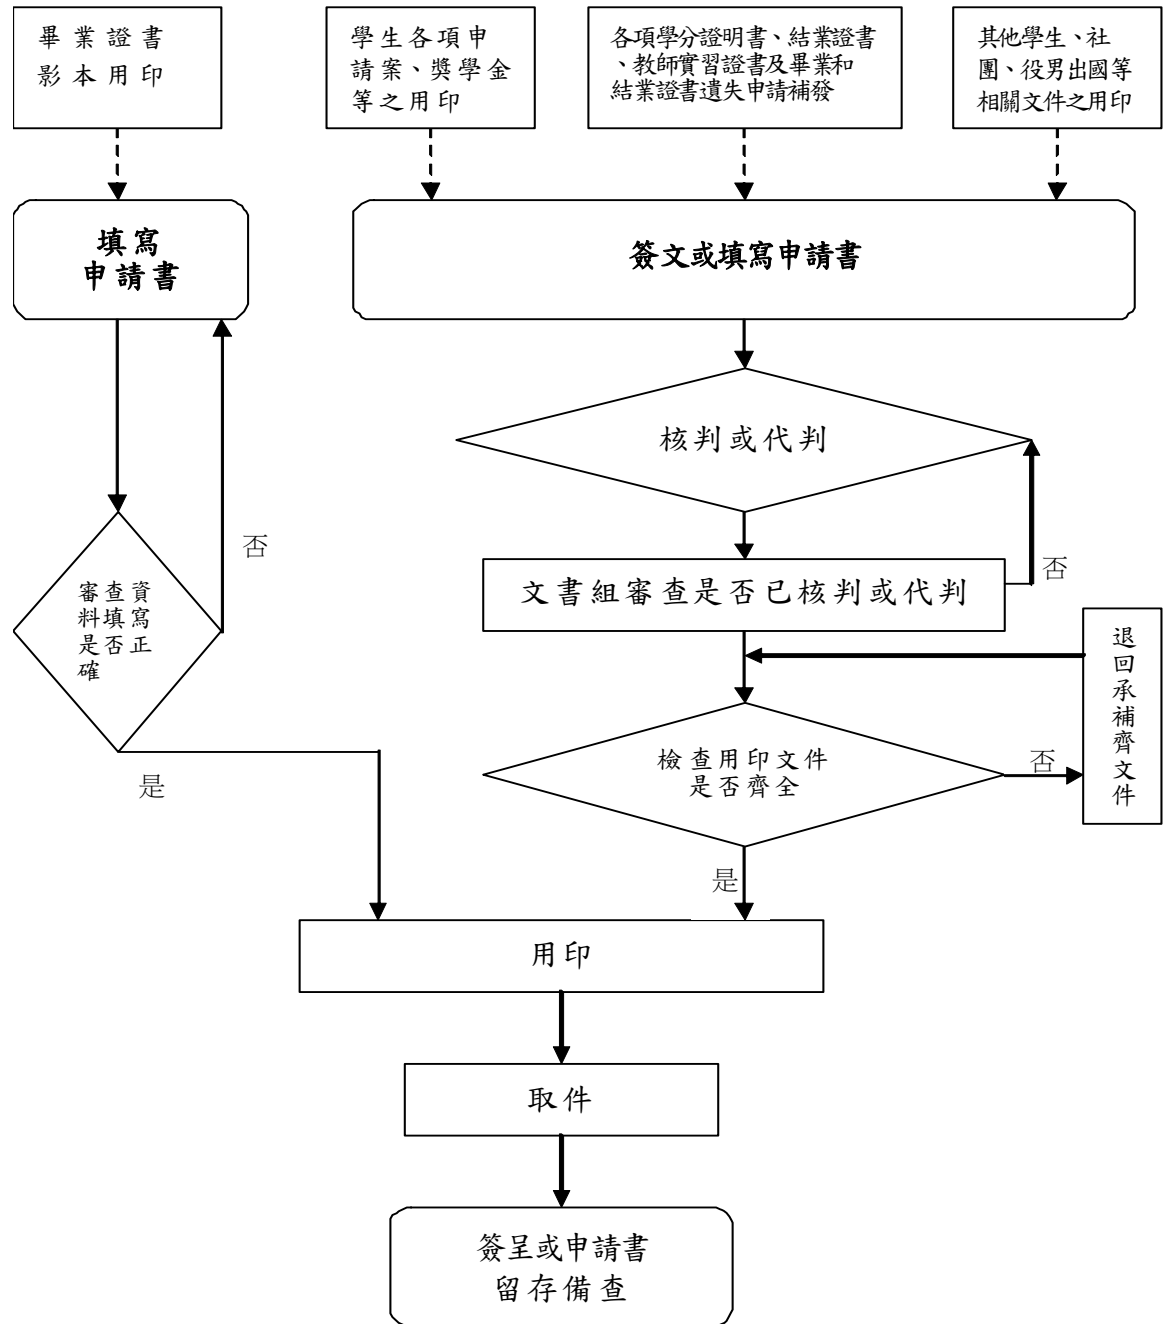 畢業證書
影本用印
學生各項申
請案、獎學金
等之用印
各項學分證明書、結業證書
、教師實習證書及畢業和
結業證書遺失申請補發
其他學生、社
團、役男出國等
相關文件之用印
填寫
申請書
簽文或填寫申請書
核判或代判
否
文書組審查是否已核判或代判
否
審查資
料填寫
是否正
確
退回承補齊文件
檢查用印文件
是否齊全
否
是
是
用印
取件
簽呈或申請書
留存備查